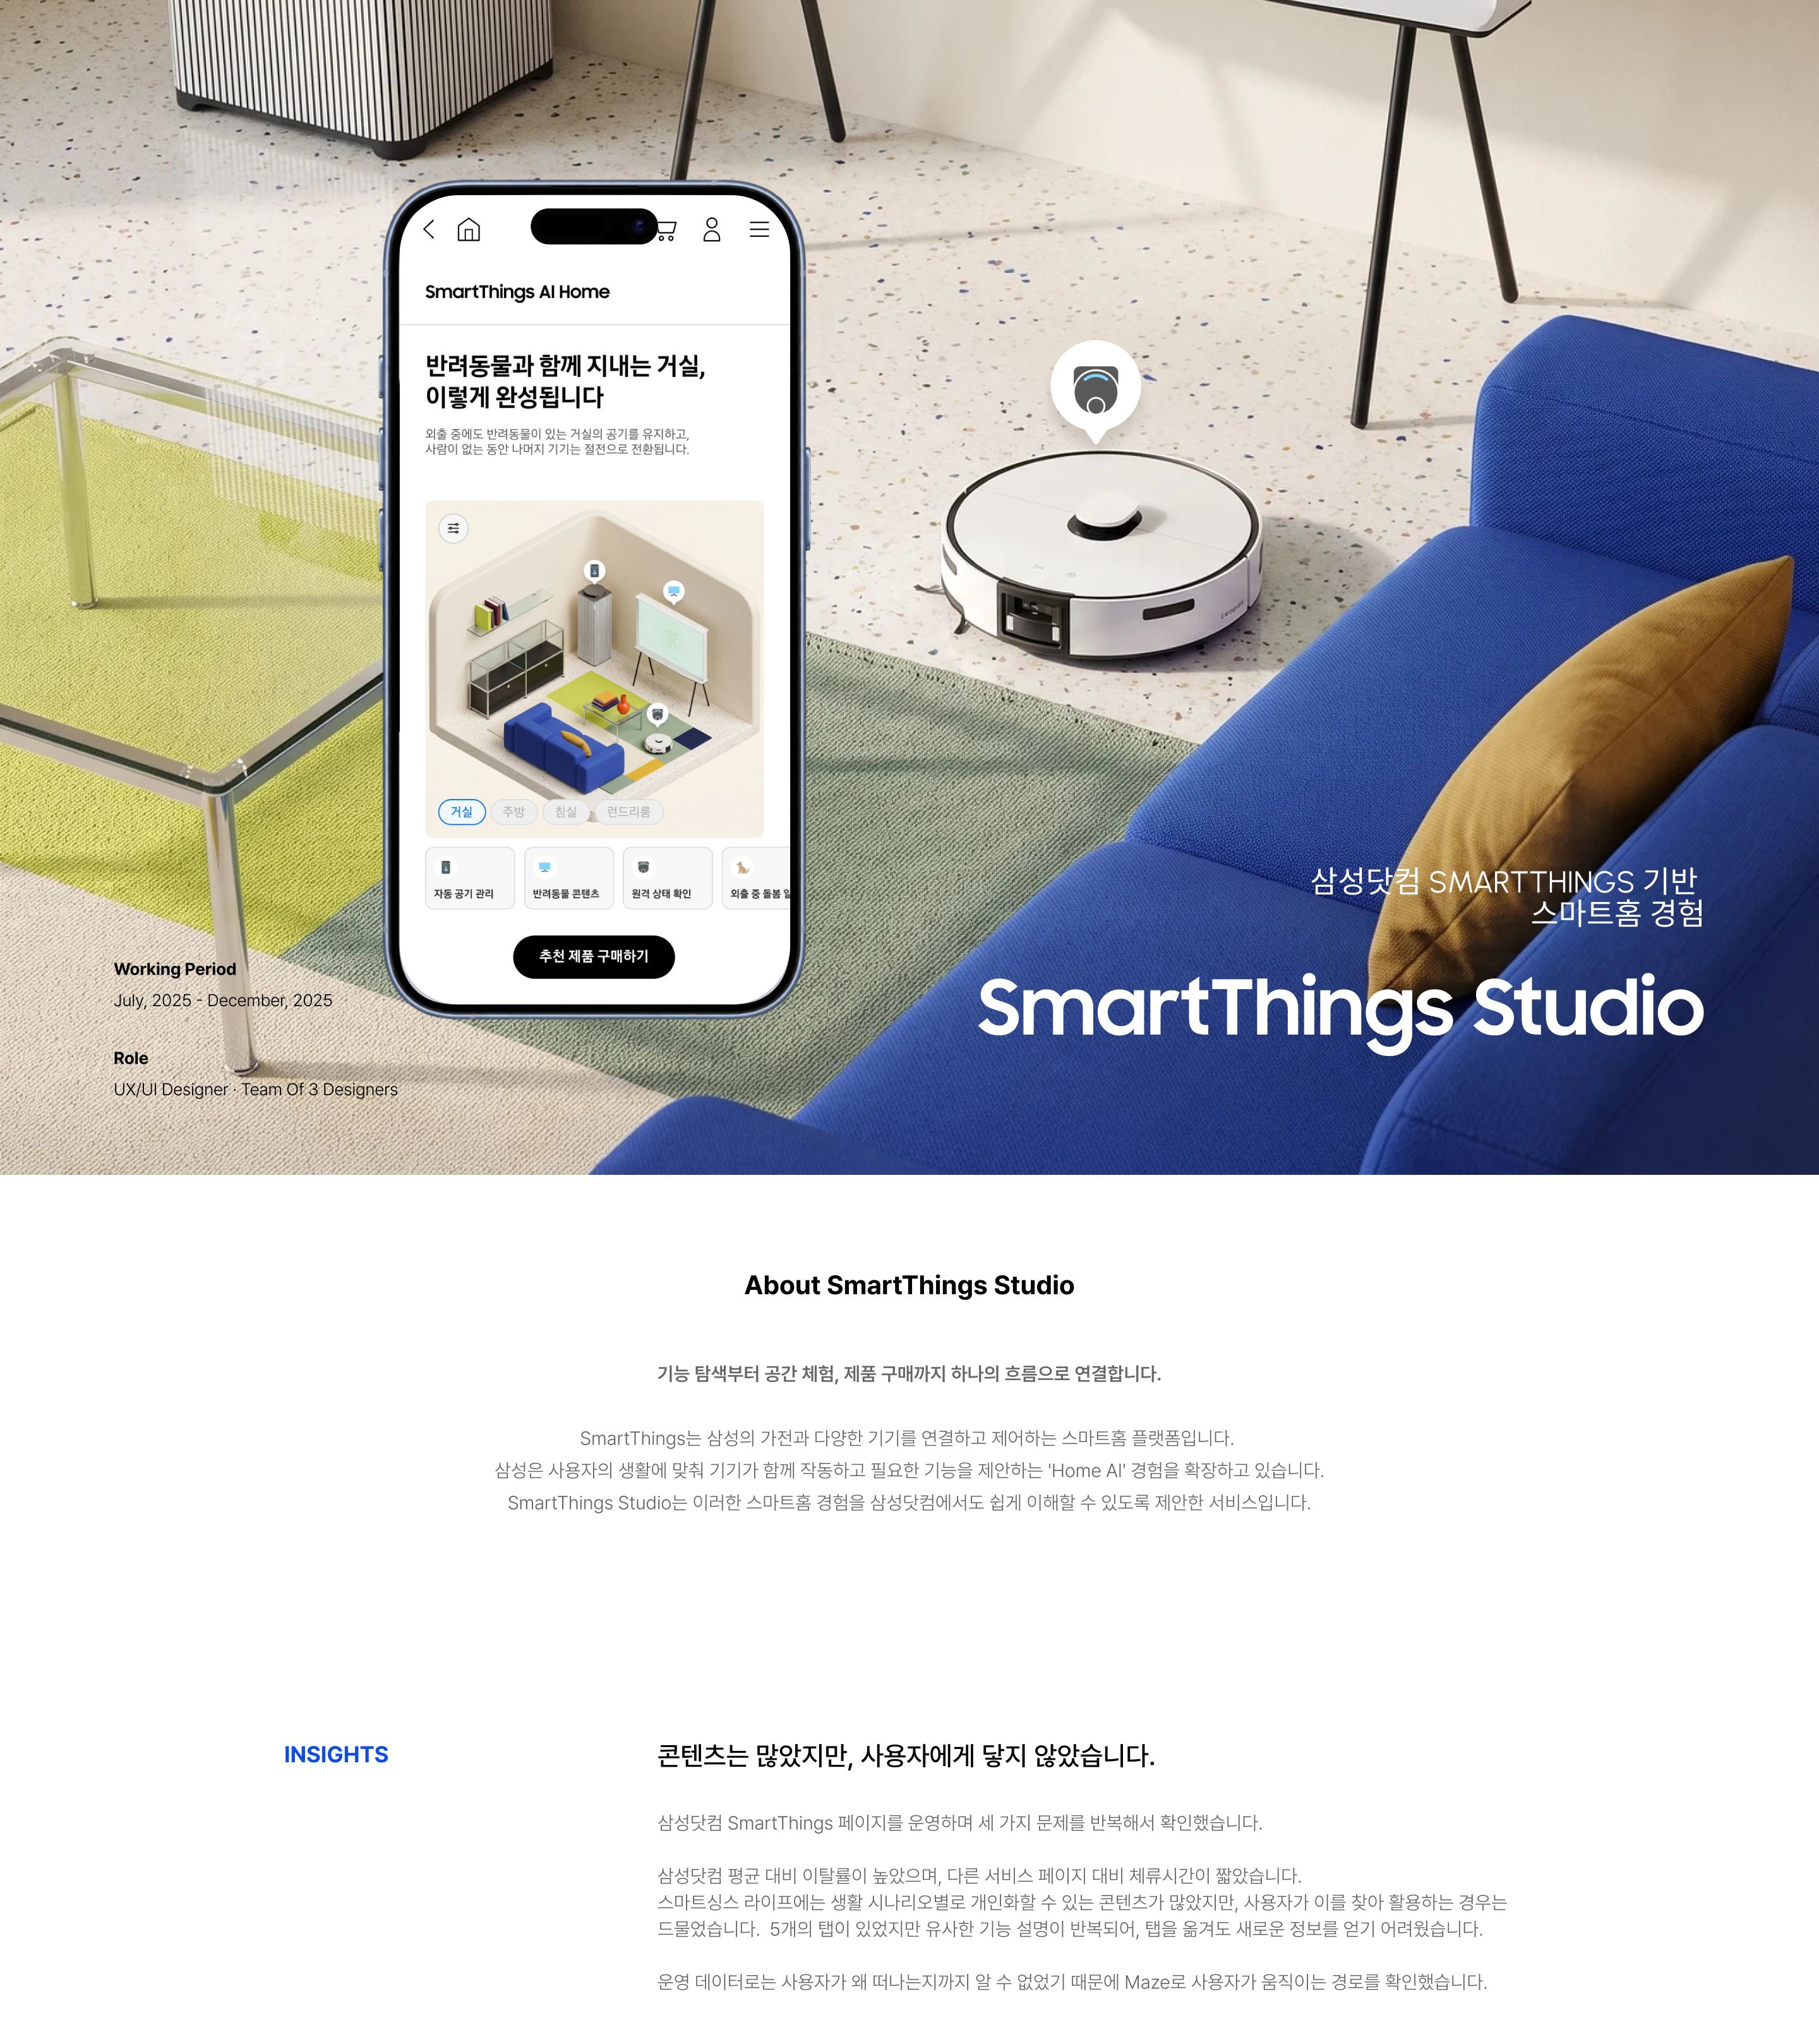 SmartThings AI Home
반려동물과 함께 지내는 거실,
이렇게 완성됩니다
외출 중에도 반려동물이 있는 거실의 공기를 유지하고,
사람이 없는 동안 나머지 기기는 절전으로 전환됩니다.
거실 주방 침실 런드리룸
자동 공기 관리 반려동물 콘텐츠 원격 상태 확인 외출 중 돌봄
추천 제품 구매하기
삼성닷컴 SMARTTHINGS 기반
스마트홈 경험
SmartThings Studio
Working Period
July, 2025 - December, 2025
Role
UX/UI Designer · Team Of 3 Designers
About SmartThings Studio
기능 탐색부터 공간 체험, 제품 구매까지 하나의 흐름으로 연결합니다.
SmartThings는 삼성의 가전과 다양한 기기를 연결하고 제어하는 스마트홈 플랫폼입니다.
삼성은 사용자의 생활에 맞춰 기기가 함께 작동하고 필요한 기능을 제안하는 'Home AI' 경험을 확장하고 있습니다.
SmartThings Studio는 이러한 스마트홈 경험을 삼성닷컴에서도 쉽게 이해할 수 있도록 제안한 서비스입니다.
INSIGHTS
콘텐츠는 많았지만, 사용자에게 닿지 않았습니다.
삼성닷컴 SmartThings 페이지를 운영하며 세 가지 문제를 반복해서 확인했습니다.
삼성닷컴 평균 대비 이탈률이 높았으며, 다른 서비스 페이지 대비 체류시간이 짧았습니다.
스마트싱스 라이프에는 생활 시나리오별로 개인화할 수 있는 콘텐츠가 많았지만, 사용자가 이를 찾아 활용하는 경우는
드물었습니다. 5개의 탭이 있었지만 유사한 기능 설명이 반복되어, 탭을 옮겨도 새로운 정보를 얻기 어려웠습니다.
운영 데이터로는 사용자가 왜 떠나는지까지 알 수 없었기 때문에 Maze로 사용자가 움직이는 경로를 확인했습니다.